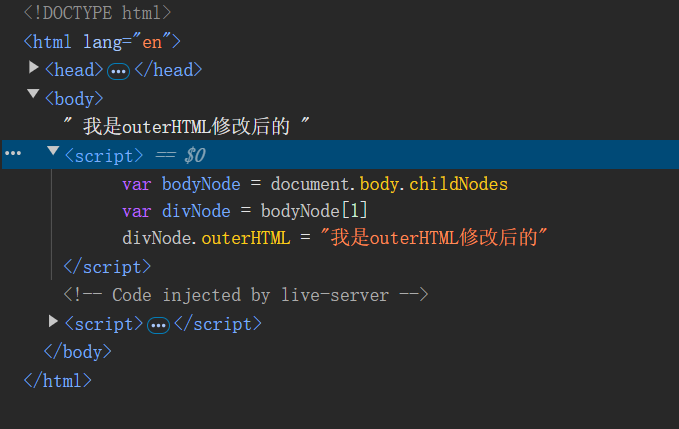 <!DOCTYPE html>
<html lang="en">
<head>…</head>
<body>
" 我是outerHTML修改后的 "
<script> == $0
var bodyNode = document.body.childNodes
var divNode = bodyNode[1]
divNode.outerHTML = "我是outerHTML修改后的"
</script>
<!-- Code injected by live-server -->
<script>…</script>
</body>
</html>